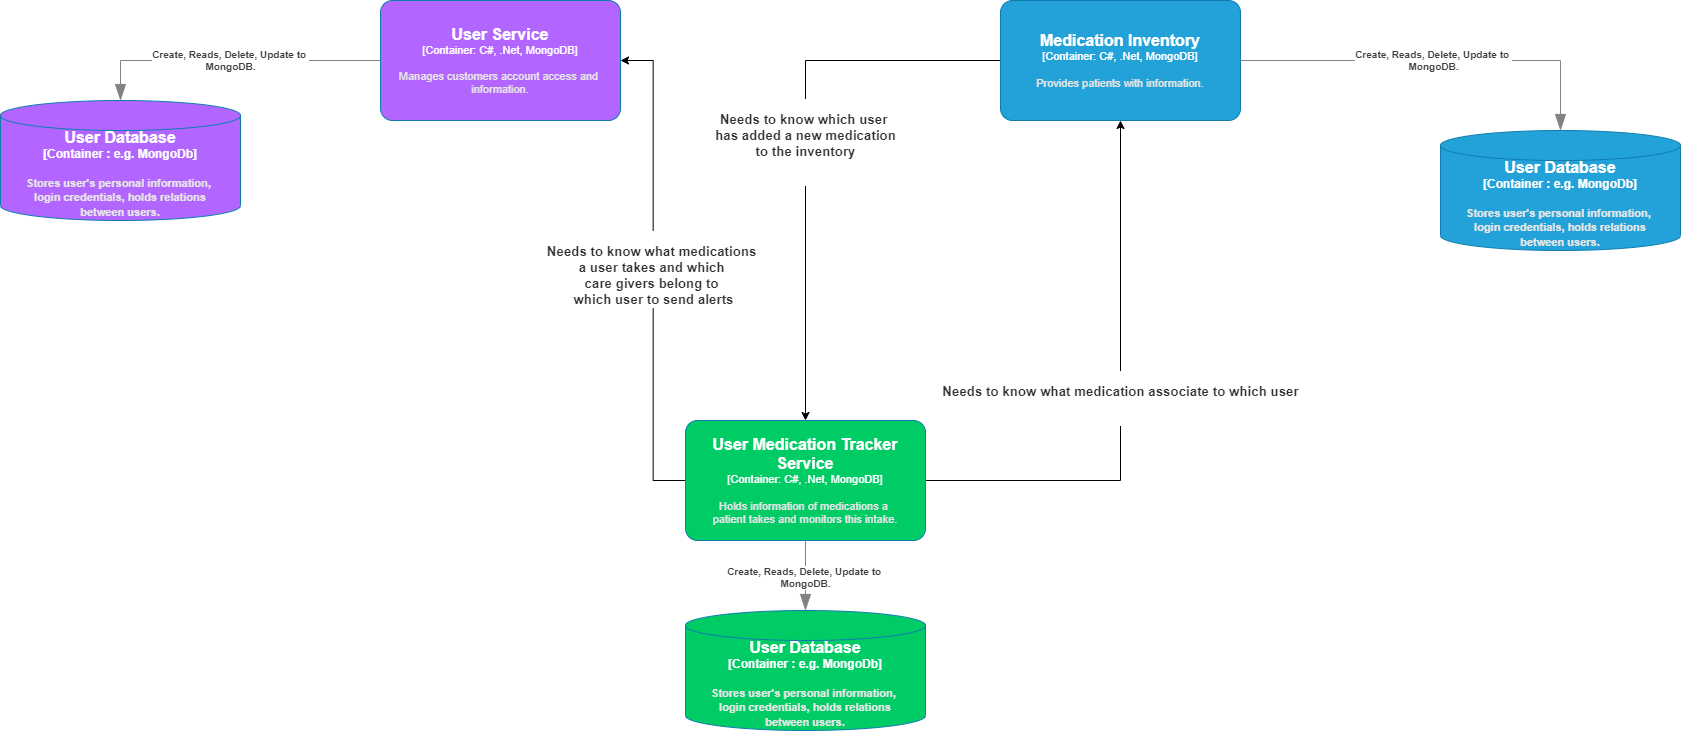 User Service
[Container: C#, .Net, MongoDB]
Manages customers account access and
information.
Medication Inventory
[Container: C#, .Net, MongoDB]
Provides patients with information.
Create, Reads, Delete, Update to
MongoDB.
Create, Reads, Delete, Update to
MongoDB.
User Database
[Container : e.g. MongoDb]
Stores user's personal information,
login credentials, holds relations
between users.
Needs to know which user
has added a new medication
to the inventory
User Database
[Container : e.g. MongoDb]
Stores user's personal information,
login credentials, holds relations
between users.
Needs to know what medications
a user takes and which
care givers belong to
which user to send alerts
Needs to know what medication associate to which user
User Medication Tracker
Service
[Container: C#, .Net, MongoDB]
Holds information of medications a
patient takes and monitors this intake.
Create, Reads, Delete, Update to
MongoDB.
User Database
[Container : e.g. MongoDb]
Stores user's personal information,
login credentials, holds relations
between users.